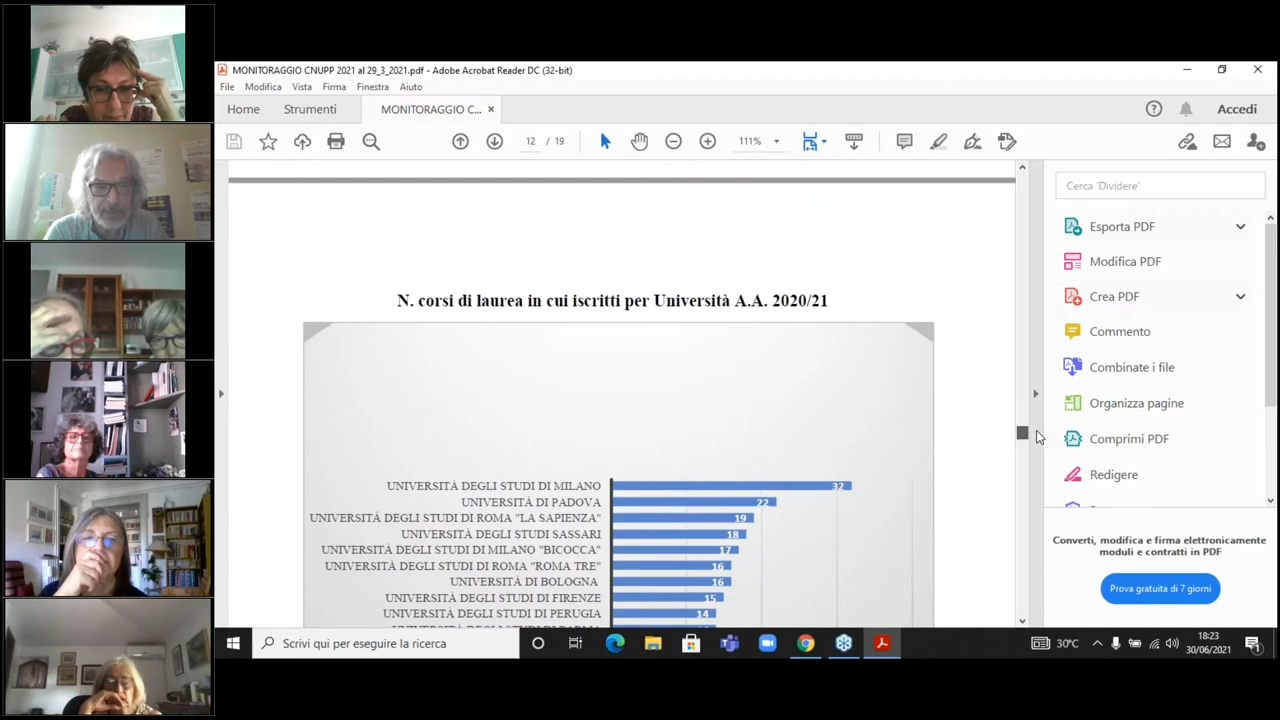 MONITORAGGIO CNUPP 2021 al 29_3_2021.pdf - Adobe Acrobat Reader DC (32-bit)
File Modifica Vista Firma Finestra Aiuto
Home Strumenti MONITORAGGIO C... Accedi
12 / 19 111%
Cerca 'Dividere'
Esporta PDF
Modifica PDF
Crea PDF
Commento
Combinate i file
Organizza pagine
Comprimi PDF
Redigere
Converti, modifica e firma elettronicamente
moduli e contratti in PDF
Prova gratuita di 7 giorni
N. corsi di laurea in cui iscritti per Università A.A. 2020/21
UNIVERSITÀ DEGLI STUDI DI MILANO 32
UNIVERSITÀ DI PADOVA 22
UNIVERSITÀ DEGLI STUDI DI ROMA "LA SAPIENZA" 19
UNIVERSITÀ DEGLI STUDI SASSARI 18
UNIVERSITÀ DEGLI STUDI DI MILANO "BICOCCA" 17
UNIVERSITÀ DEGLI STUDI DI ROMA "ROMA TRE" 16
UNIVERSITÀ DI BOLOGNA 16
UNIVERSITÀ DEGLI STUDI DI FIRENZE 15
UNIVERSITÀ DEGLI STUDI DI PERUGIA 14
Scrivi qui per eseguire la ricerca
30°C
18:23
30/06/2021